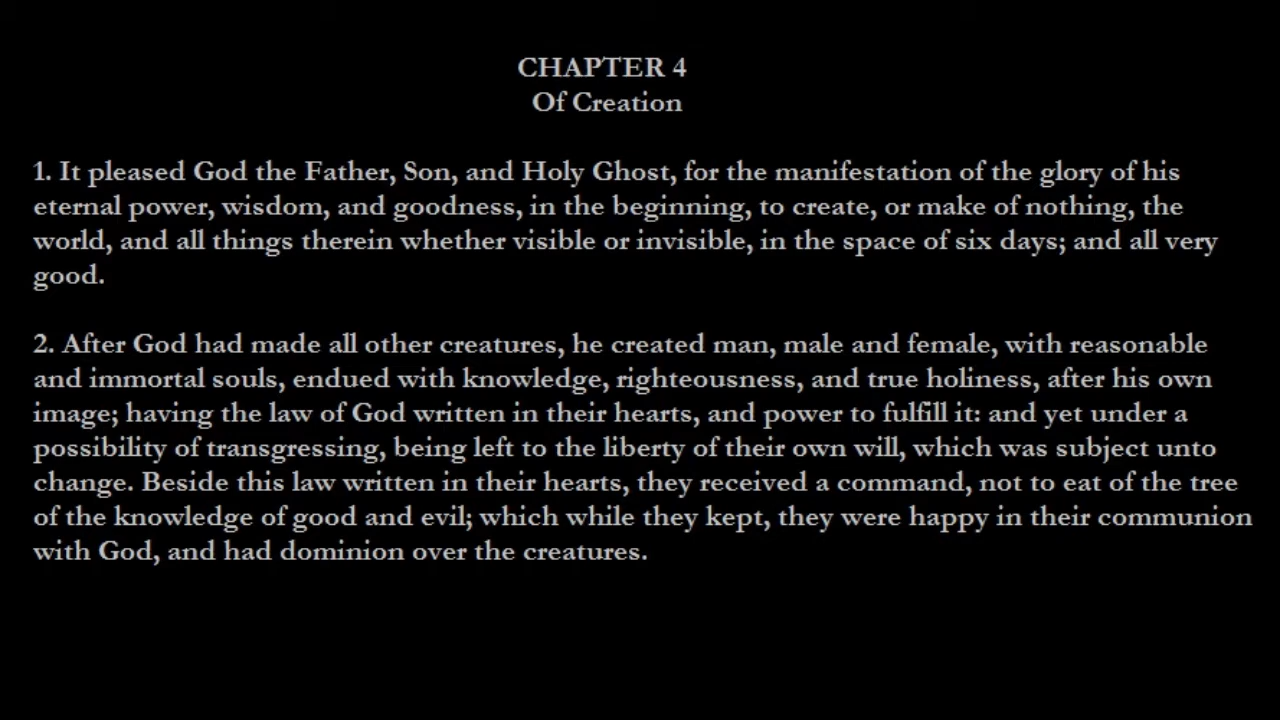 CHAPTER 4
Of Creation
1. It pleased God the Father, Son, and Holy Ghost, for the manifestation of the glory of his
eternal power, wisdom, and goodness, in the beginning, to create, or make of nothing, the
world, and all things therein whether visible or invisible, in the space of six days; and all very
good.
2. After God had made all other creatures, he created man, male and female, with reasonable
and immortal souls, endued with knowledge, righteousness, and true holiness, after his own
image; having the law of God written in their hearts, and power to fulfill it: and yet under a
possibility of transgressing, being left to the liberty of their own will, which was subject unto
change. Beside this law written in their hearts, they received a command, not to eat of the tree
of the knowledge of good and evil; which while they kept, they were happy in their communion
with God, and had dominion over the creatures.